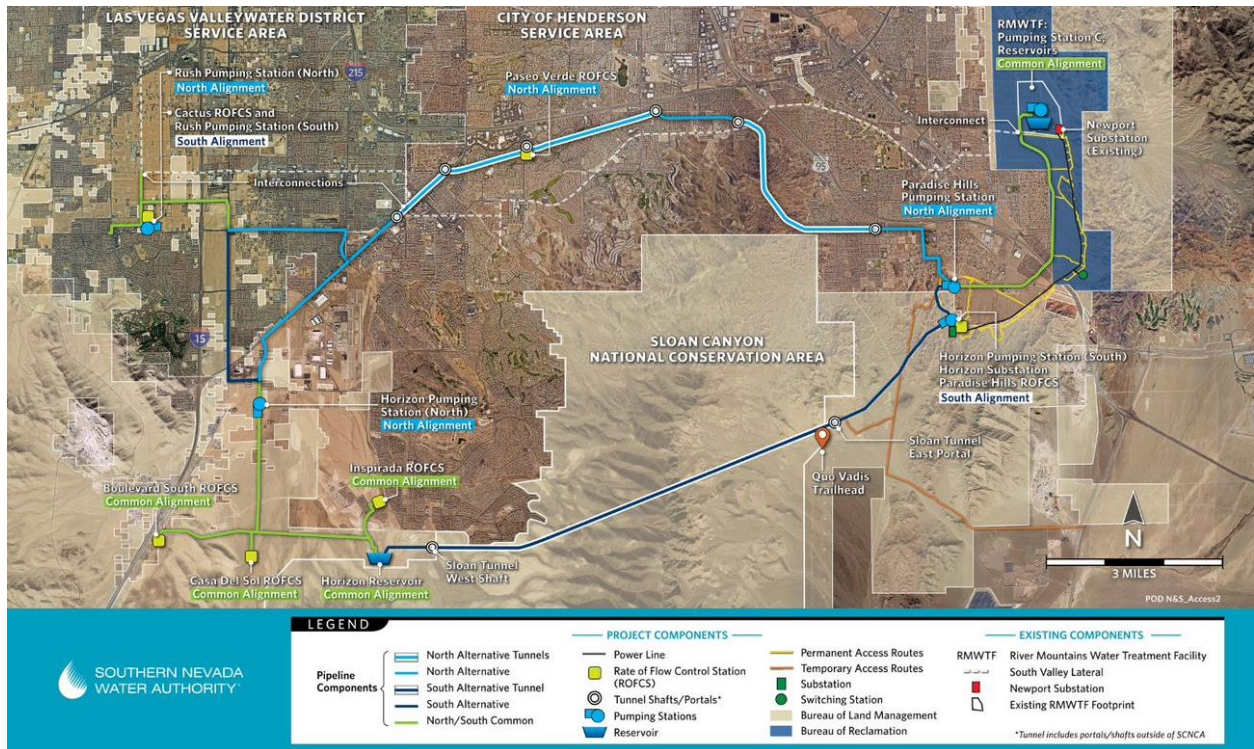 LAS VEGAS VALLEY WATER DISTRICT
SERVICE AREA
CITY OF HENDERSON
SERVICE AREA
RMWTF:
Pumping Station C,
Reservoirs
Common Alignment
Rush Pumping Station (North)
North Alignment
215
Paseo Verde ROFCS
North Alignment
Cactus ROFCS and
Rush Pumping Station (South)
South Alignment
Interconnect
Newport
Substation
(Existing)
Interconnections
95
Paradise Hills
Pumping Station
North Alignment
15
SLOAN CANYON
NATIONAL CONSERVATION AREA
Horizon Pumping Station (South)
Horizon Substation
Paradise Hills ROFCS
South Alignment
Horizon Pumping
Station (North)
North Alignment
Sloan Tunnel
East Portal
Inspirada ROFCS
Common Alignment
Quo Vadis
Trailhead
Boulevard South ROFCS
Common Alignment
N
Sloan Tunnel
West Shaft
Casa Del Sol ROFCS
Common Alignment
Horizon Reservoir
Common Alignment
3 MILES
POD N&S_Access2
LEGEND
Pipeline
Components
North Alternative Tunnels
North Alternative
South Alternative Tunnel
South Alternative
North/South Common
PROJECT COMPONENTS
Power Line
Rate of Flow Control Station
(ROFCS)
Tunnel Shafts/Portals*
Pumping Stations
Reservoir
Permanent Access Routes
Temporary Access Routes
Substation
Switching Station
Bureau of Land Management
Bureau of Reclamation
EXISTING COMPONENTS
RMWTF River Mountains Water Treatment Facility
South Valley Lateral
Newport Substation
Existing RMWTF Footprint
*Tunnel includes portals/shafts outside of SCNCA
SOUTHERN NEVADA
WATER AUTHORITY